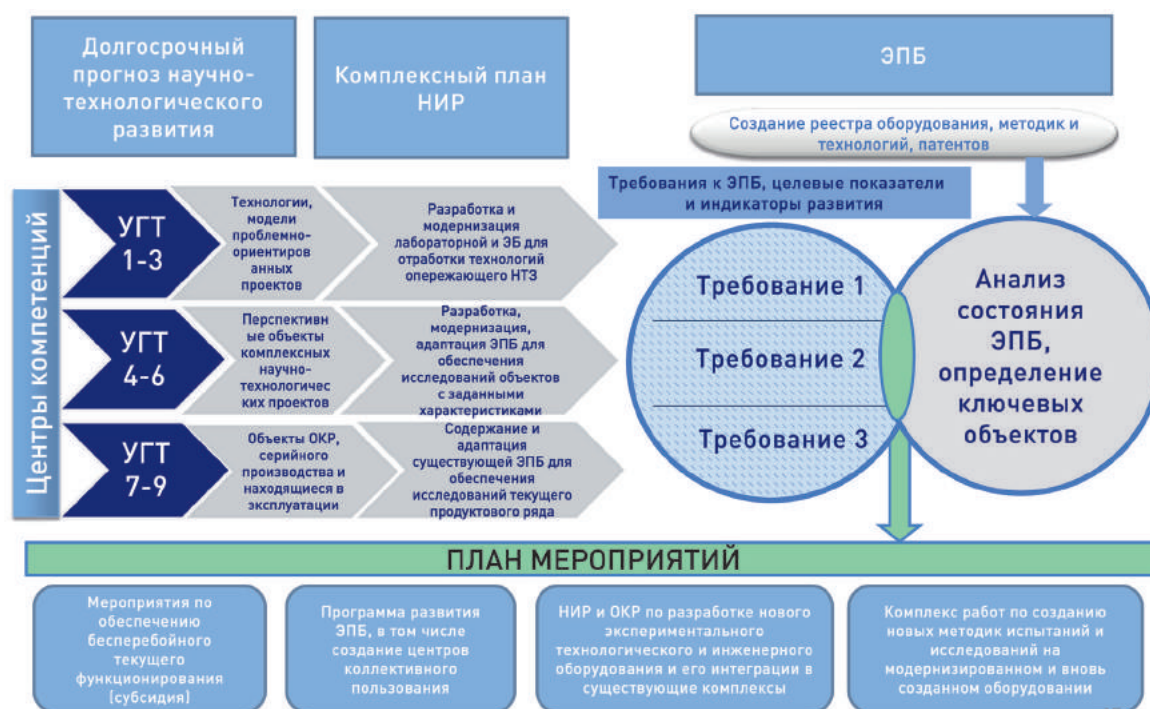 Долгосрочный
прогноз научно-
технологического
развития
Комплексный план
НИР
ЭПБ
Создание реестра оборудования, методик и
технологий, патентов
Требования к ЭПБ, целевые показатели
и индикаторы развития
Центры компетенций
УГТ
1-3
Технологии,
модели
проблемно-
ориентиров
анных
проектов
Разработка и
модернизация
лабораторной и ЭБ для
отработки технологий
опережающего НТЗ
УГТ
4-6
Перспективн
ые объекты
комплексных
научно-
технологичес
ких проектов
Разработка,
модернизация,
адаптация ЭПБ для
обеспечения
исследований объектов
с заданными
характеристиками
УГТ
7-9
Объекты ОКР,
серийного
производства и
находящиеся в
эксплуатации
Содержание и
адаптация
существующей ЭПБ для
обеспечения
исследований текущего
продуктового ряда
Требование 1
Требование 2
Требование 3
Анализ
состояния
ЭПБ,
определение
ключевых
объектов
ПЛАН МЕРОПРИЯТИЙ
Мероприятия по
обеспечению
бесперебойного
текущего
функционирования
(субсидия)
Программа развития
ЭПБ, в том числе
создание центров
коллективного
пользования
НИР и ОКР по разработке нового
экспериментального
технологического и инженерного
оборудования и его интеграции в
существующие комплексы
Комплекс работ по созданию
новых методик испытаний и
исследований на
модернизированном и вновь
созданном оборудовании